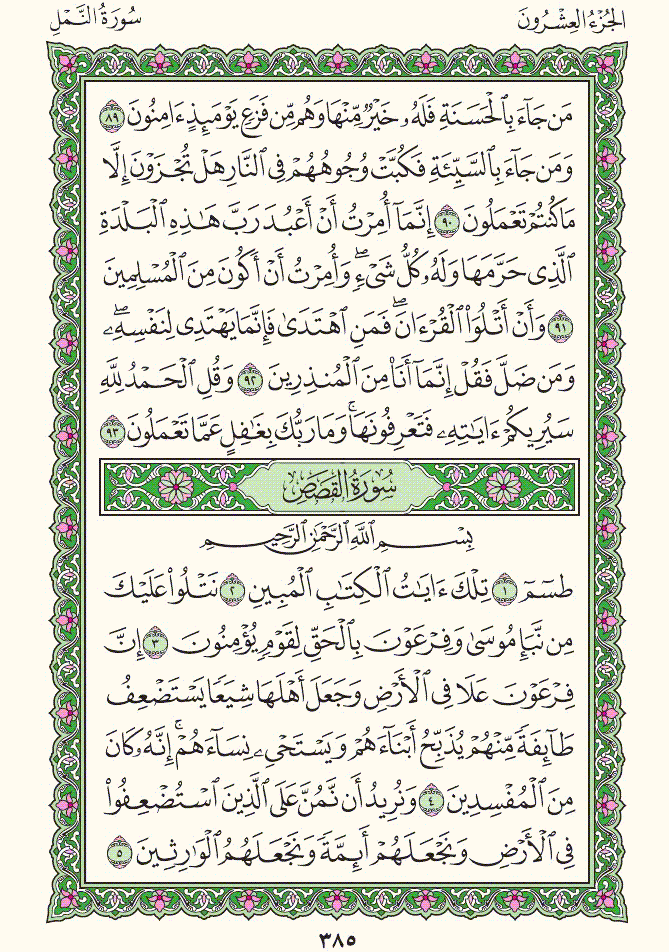 الجُزْءُ العِشْرُونَ
سُورَةُ النَّمْلِ
مَن جَآءَ بِٱلْحَسَنَةِ فَلَهُۥ خَيْرٌ مِّنْهَا وَهُم مِّن فَزَعٍ يَوْمَئِذٍ ءَامِنُونَ ٨٩
وَمَن جَآءَ بِٱلسَّيِّئَةِ فَكُبَّتْ وُجُوهُهُمْ فِى ٱلنَّارِ هَلْ تُجْزَوْنَ إِلَّا
مَا كُنتُمْ تَعْمَلُونَ ٩٠ إِنَّمَآ أُمِرْتُ أَنْ أَعْبُدَ رَبَّ هَٰذِهِ ٱلْبَلْدَةِ
ٱلَّذِى حَرَّمَهَا وَلَهُۥ كُلُّ شَىْءٍ ۖ وَأُمِرْتُ أَنْ أَكُونَ مِنَ ٱلْمُسْلِمِينَ
٩١ وَأَنْ أَتْلُوَا۟ ٱلْقُرْءَانَ ۖ فَمَنِ ٱهْتَدَىٰ فَإِنَّمَا يَهْتَدِى لِنَفْسِهِۦ ۖ
وَمَن ضَلَّ فَقُلْ إِنَّمَآ أَنَا۠ مِنَ ٱلْمُنذِرِينَ ٩٢ وَقُلِ ٱلْحَمْدُ لِلَّهِ
سَيُرِيكُمْ ءَايَٰتِهِۦ فَتَعْرِفُونَهَا ۚ وَمَا رَبُّكَ بِغَٰفِلٍ عَمَّا تَعْمَلُونَ ٩٣
سُورَةُ القَصَصِ
بِسْمِ ٱللَّهِ ٱلرَّحْمَٰنِ ٱلرَّحِيمِ
طسٓمٓ ١ تِلْكَ ءَايَٰتُ ٱلْكِتَٰبِ ٱلْمُبِينِ ٢ نَتْلُوا۟ عَلَيْكَ
مِن نَّبَإِ مُوسَىٰ وَفِرْعَوْنَ بِٱلْحَقِّ لِقَوْمٍ يُؤْمِنُونَ ٣ إِنَّ
فِرْعَوْنَ عَلَا فِى ٱلْأَرْضِ وَجَعَلَ أَهْلَهَا شِيَعًا يَسْتَضْعِفُ
طَآئِفَةً مِّنْهُمْ يُذَبِّحُ أَبْنَآءَهُمْ وَيَسْتَحْىِۦ نِسَآءَهُمْ ۚ إِنَّهُۥ كَانَ
مِنَ ٱلْمُفْسِدِينَ ٤ وَنُرِيدُ أَن نَّمُنَّ عَلَى ٱلَّذِينَ ٱسْتُضْعِفُوا۟
فِى ٱلْأَرْضِ وَنَجْعَلَهُمْ أَئِمَّةً وَنَجْعَلَهُمُ ٱلْوَٰرِثِينَ ٥
٣٨٥